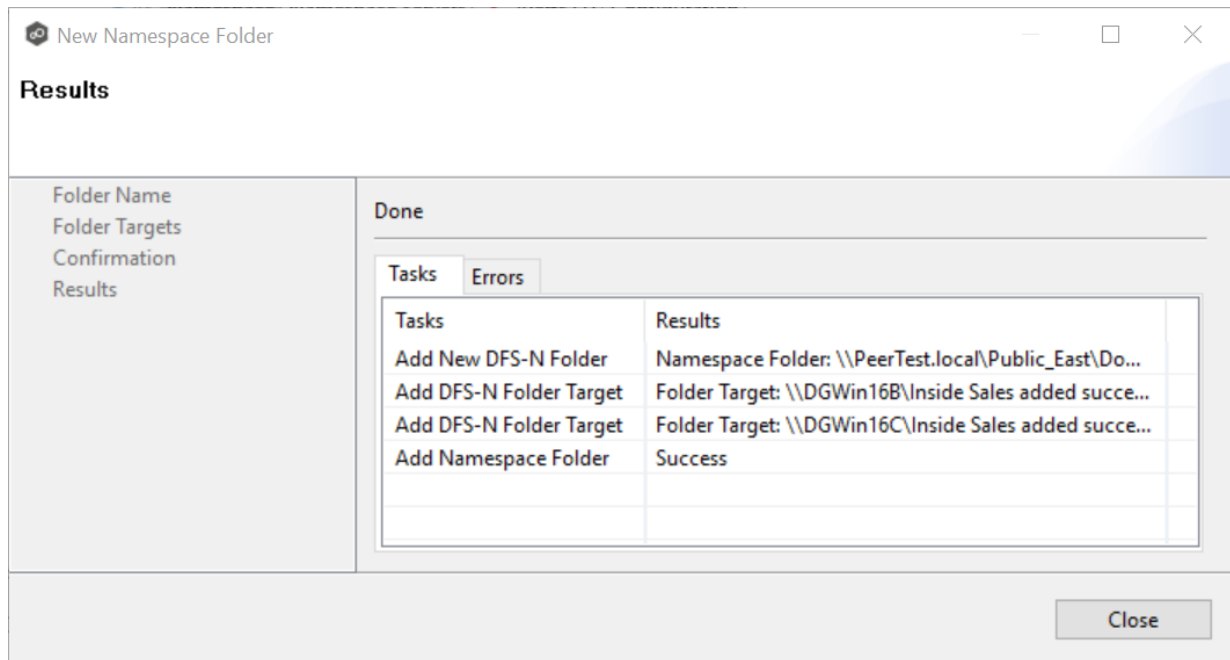 New Namespace Folder
Results
Folder Name
Folder Targets
Confirmation
Results
Done
Tasks Errors
Tasks Results
Add New DFS-N Folder Namespace Folder: \\PeerTest.local\Public_East\Do...
Add DFS-N Folder Target Folder Target: \\DGWin16B\Inside Sales added succe...
Add DFS-N Folder Target Folder Target: \\DGWin16C\Inside Sales added succe...
Add Namespace Folder Success
Close